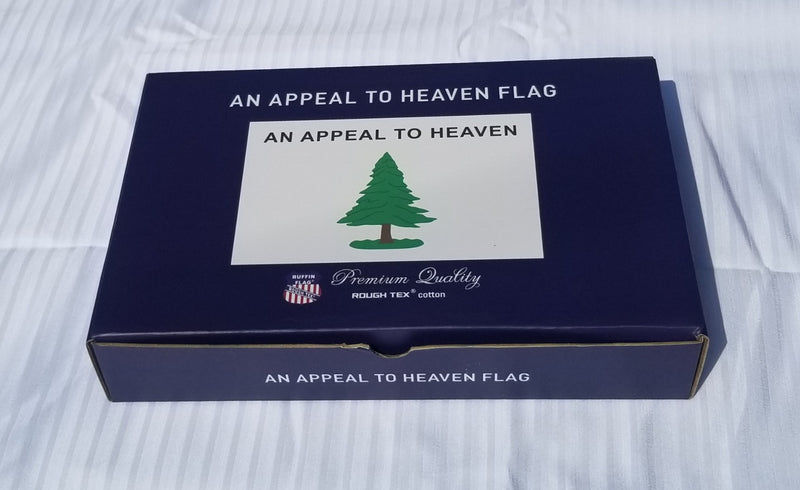 AN APPEAL TO HEAVEN FLAG
AN APPEAL TO HEAVEN
RUFFIN
FLAG
Premium Quality
ROUGH TEX® cotton
AN APPEAL TO HEAVEN FLAG